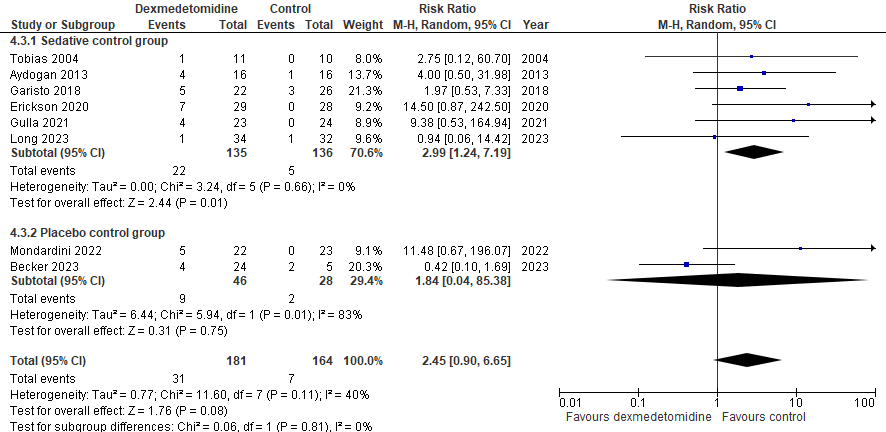 Dexmedetomidine Control Risk Ratio Risk Ratio
Study or Subgroup Events Total Events Total Weight M-H, Random, 95% CI Year M-H, Random, 95% CI
4.3.1 Sedative control group
Tobias 2004 1 11 0 10 8.0% 2.75 [0.12, 60.70] 2004
Aydogan 2013 4 16 1 16 13.7% 4.00 [0.50, 31.98] 2013
Garisto 2018 5 22 3 26 21.3% 1.97 [0.53, 7.33] 2018
Erickson 2020 7 29 0 28 9.2% 14.50 [0.87, 242.50] 2020
Gulla 2021 4 23 0 24 8.9% 9.38 [0.53, 164.94] 2021
Long 2023 1 34 1 32 9.6% 0.94 [0.06, 14.42] 2023
Subtotal (95% CI) 135 136 70.6% 2.99 [1.24, 7.19]
Total events 22 5
Heterogeneity: Tau² = 0.00; Chi² = 3.24, df = 5 (P = 0.66); I² = 0%
Test for overall effect: Z = 2.44 (P = 0.01)
4.3.2 Placebo control group
Mondardini 2022 5 22 0 23 9.1% 11.48 [0.67, 196.07] 2022
Becker 2023 4 24 2 5 20.3% 0.42 [0.10, 1.69] 2023
Subtotal (95% CI) 46 28 29.4% 1.84 [0.04, 85.38]
Total events 9 2
Heterogeneity: Tau² = 6.44; Chi² = 5.94, df = 1 (P = 0.01); I² = 83%
Test for overall effect: Z = 0.31 (P = 0.75)
Total (95% CI) 181 164 100.0% 2.45 [0.90, 6.65]
Total events 31 7
Heterogeneity: Tau² = 0.77; Chi² = 11.60, df = 7 (P = 0.11); I² = 40%
Test for overall effect: Z = 1.76 (P = 0.08)
Test for subgroup differences: Chi² = 0.06, df = 1 (P = 0.81), I² = 0%
0.01 0.1 1 10 100
Favours dexmedetomidine Favours control